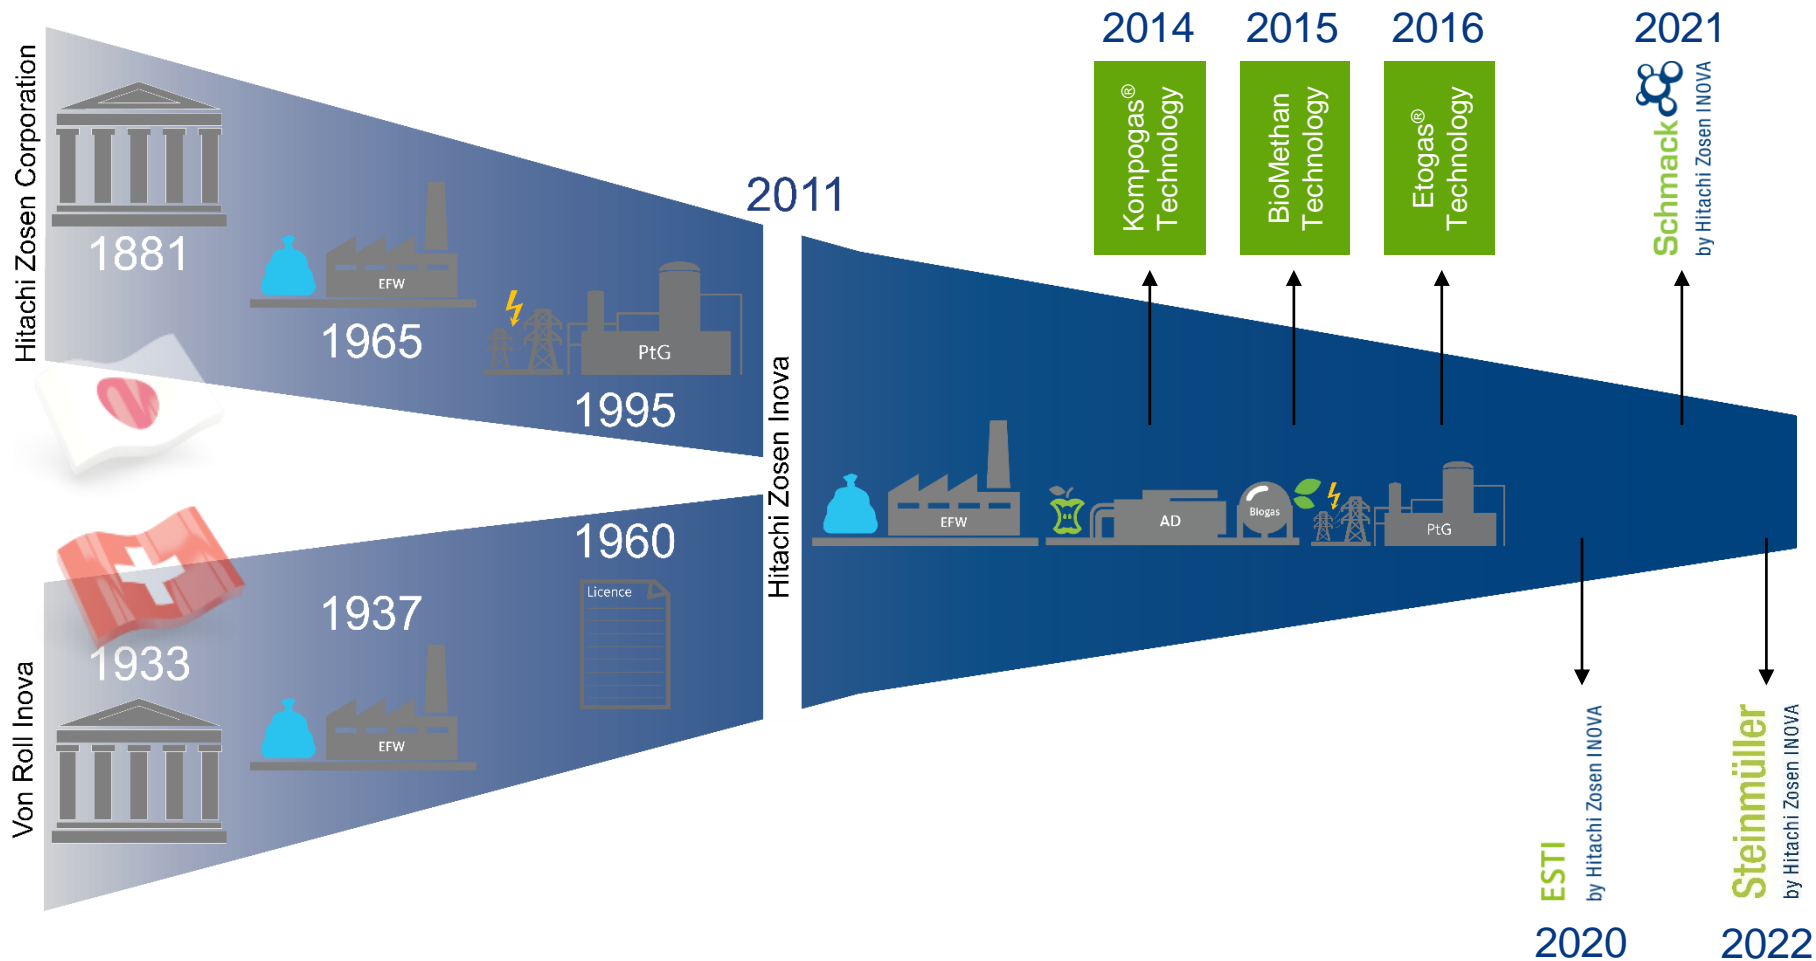 Hitachi Zosen Corporation
1881
EFW
1965
PtG
1995
Von Roll Inova
1933
EFW
1937
Licence
1960
2011
Hitachi Zosen Inova
EFW
AD
Biogas
PtG
2014
Kompogas®
Technology
2015
BioMethan
Technology
2016
Etogas®
Technology
2021
Schmack
by Hitachi Zosen INOVA
ESTI
by Hitachi Zosen INOVA
2020
Steinmüller
by Hitachi Zosen INOVA
2022